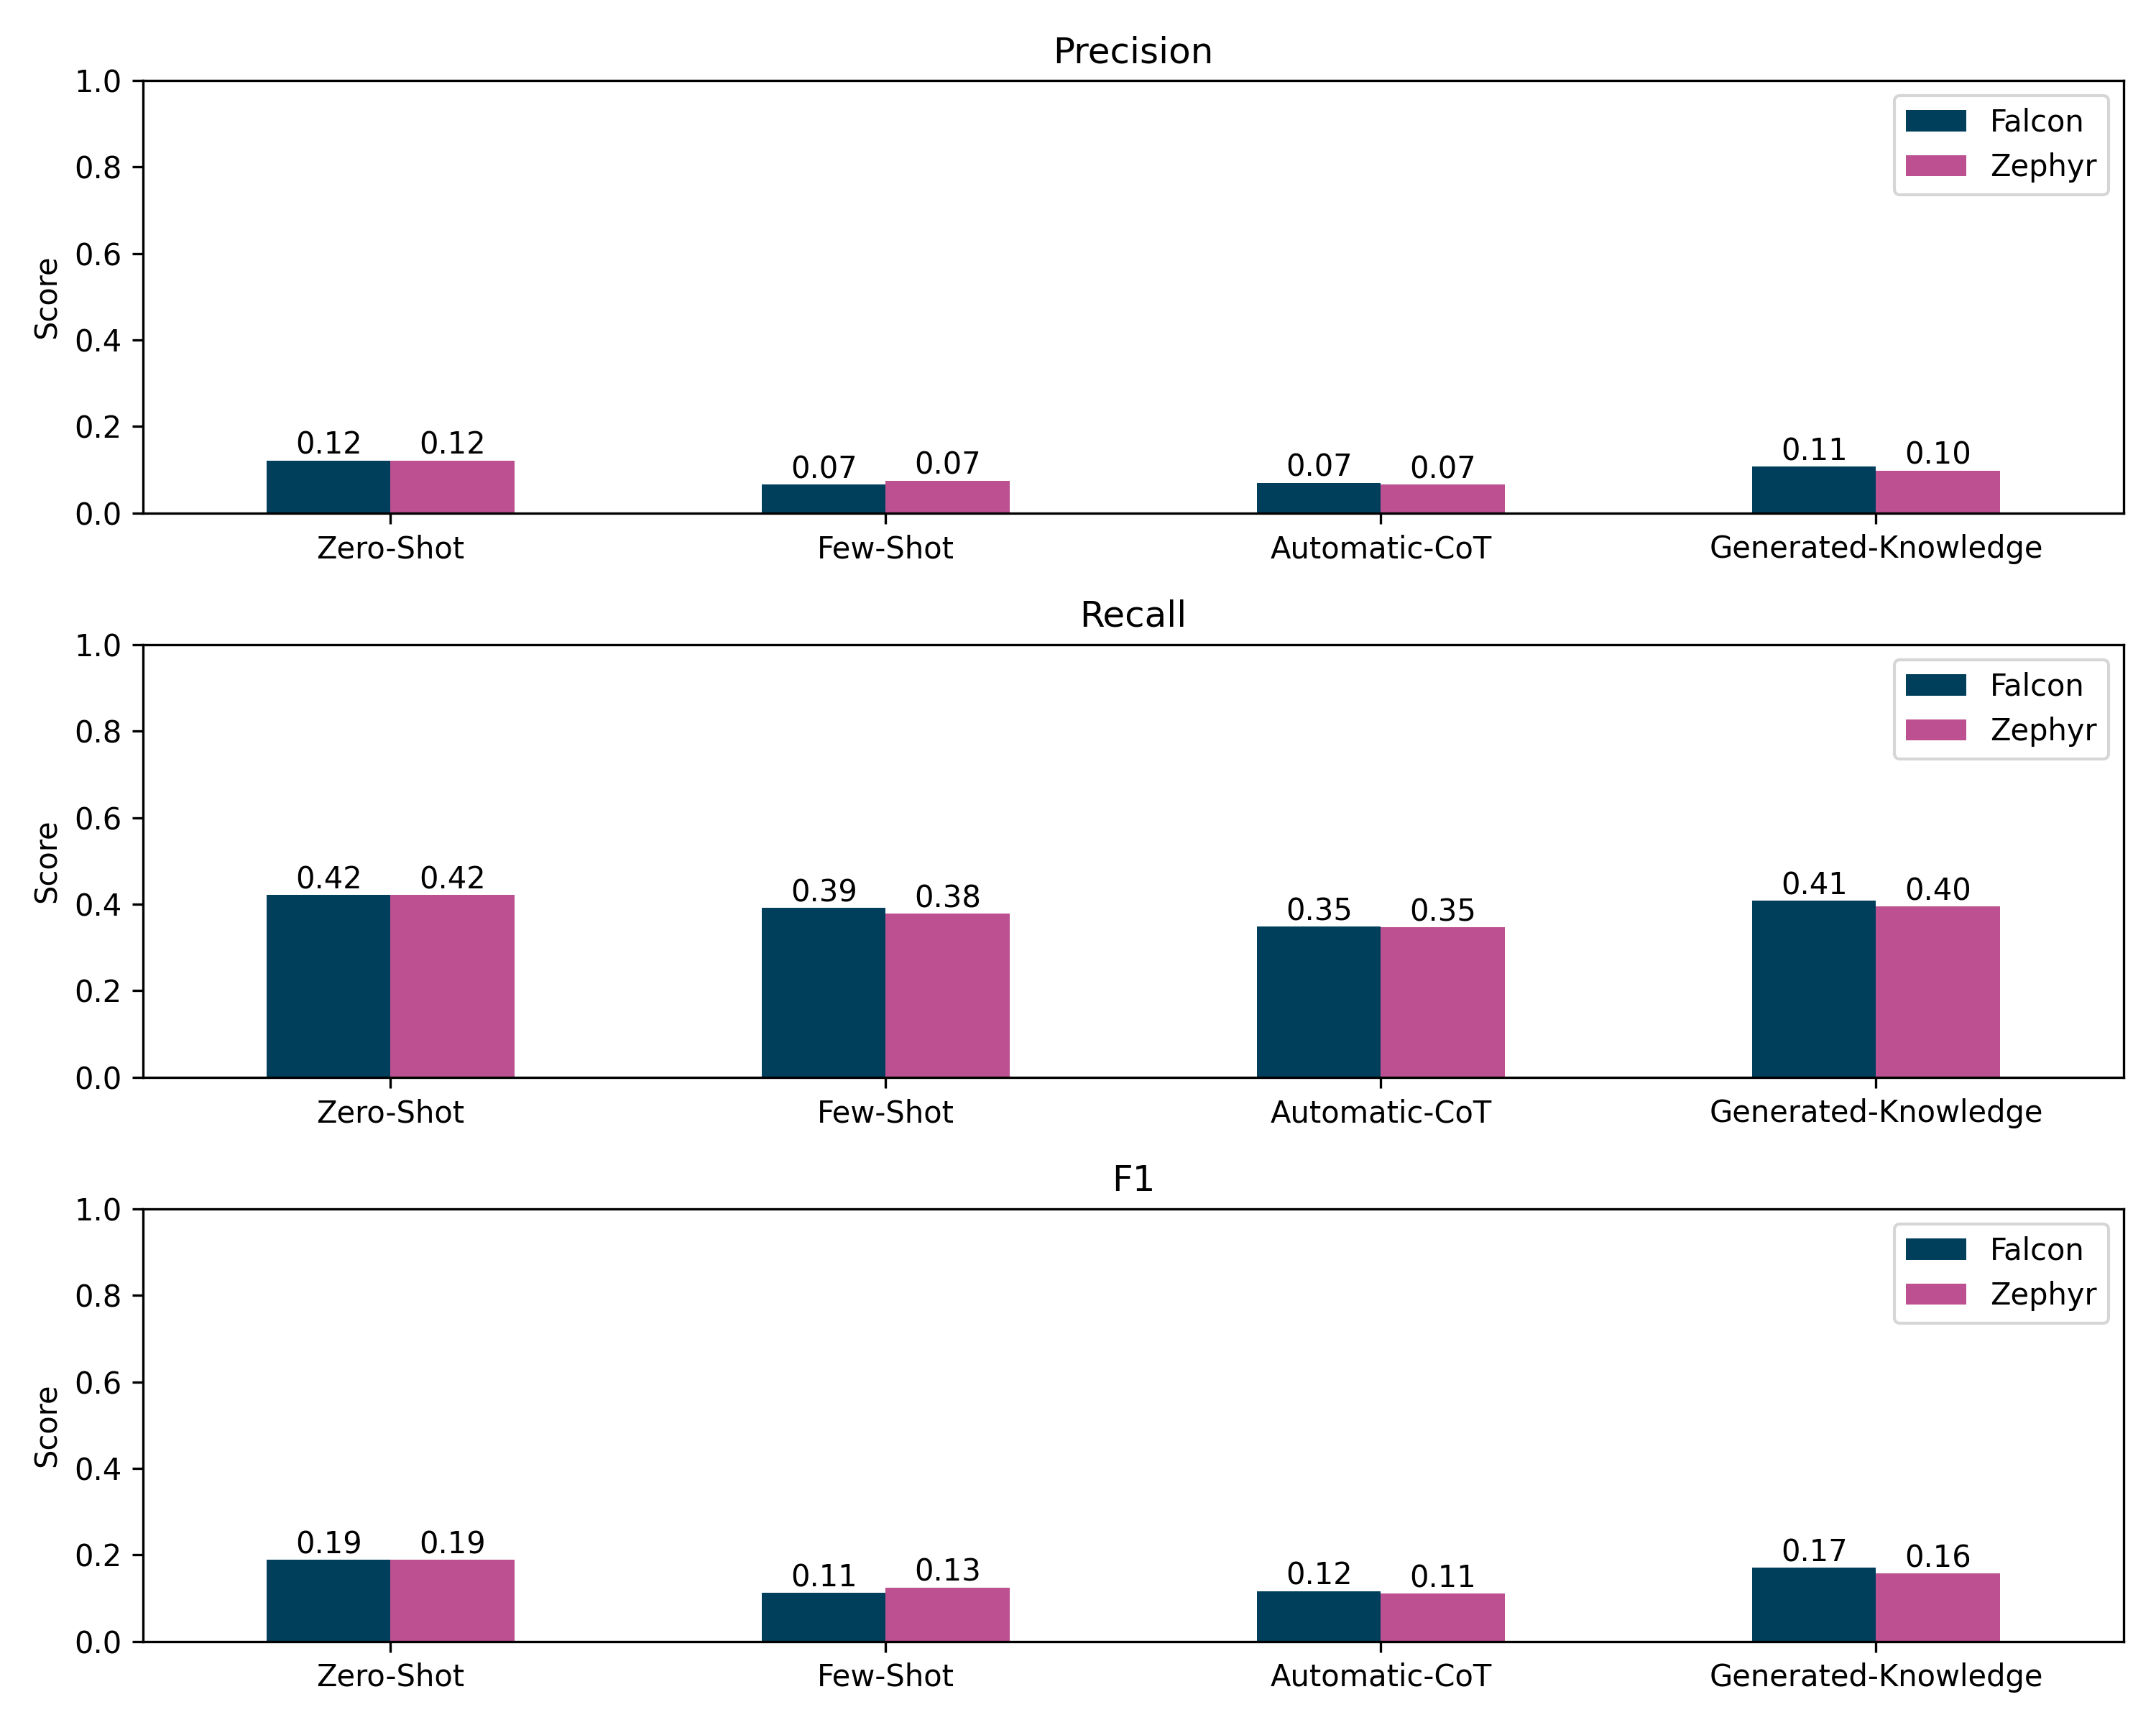 Precision
1.0
0.8
0.6
0.4
0.2
0.0
Score
Falcon
Zephyr
0.12 0.12 0.07 0.07 0.07 0.07 0.11 0.10
Zero-Shot Few-Shot Automatic-CoT Generated-Knowledge
Recall
1.0
0.8
0.6
0.4
0.2
0.0
Score
Falcon
Zephyr
0.42 0.42 0.39 0.38 0.35 0.35 0.41 0.40
Zero-Shot Few-Shot Automatic-CoT Generated-Knowledge
F1
1.0
0.8
0.6
0.4
0.2
0.0
Score
Falcon
Zephyr
0.19 0.19 0.11 0.13 0.12 0.11 0.17 0.16
Zero-Shot Few-Shot Automatic-CoT Generated-Knowledge